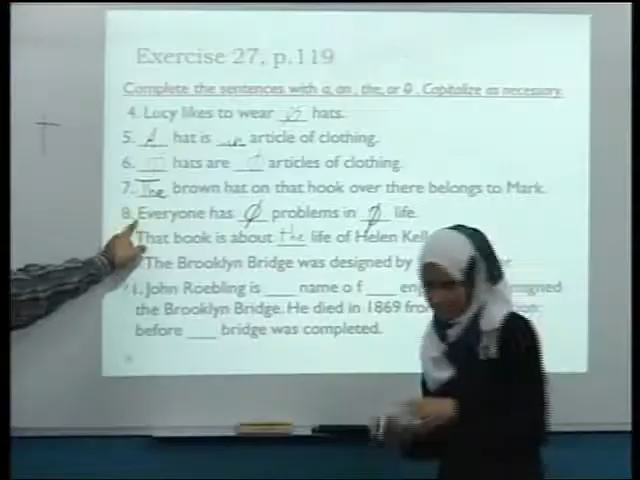 Exercise 27, p.119
Complete the sentences with a, an, the, or Ø. Capitalize as necessary.
4. Lucy likes to wear Ø hats.
5. A hat is an article of clothing.
6. hats are Ø articles of clothing.
7. The brown hat on that hook over there belongs to Mark.
8. Everyone has Ø problems in Ø life.
That book is about the life of Helen
The Brooklyn Bridge was designed by
1. John Roebling is ____ name of ____
the Brooklyn Bridge. He died in 1869
before ____ bridge was completed.